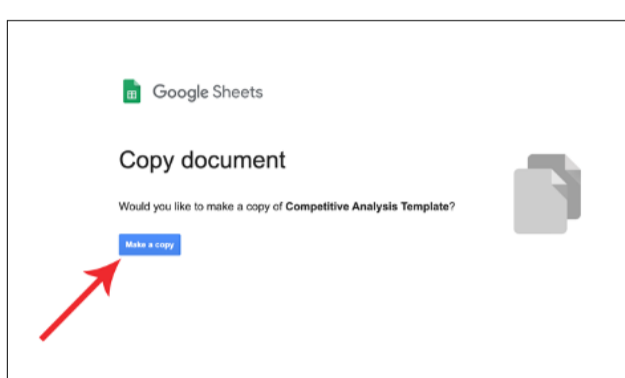 Google Sheets
Copy document
Would you like to make a copy of Competitive Analysis Template?
Make a copy